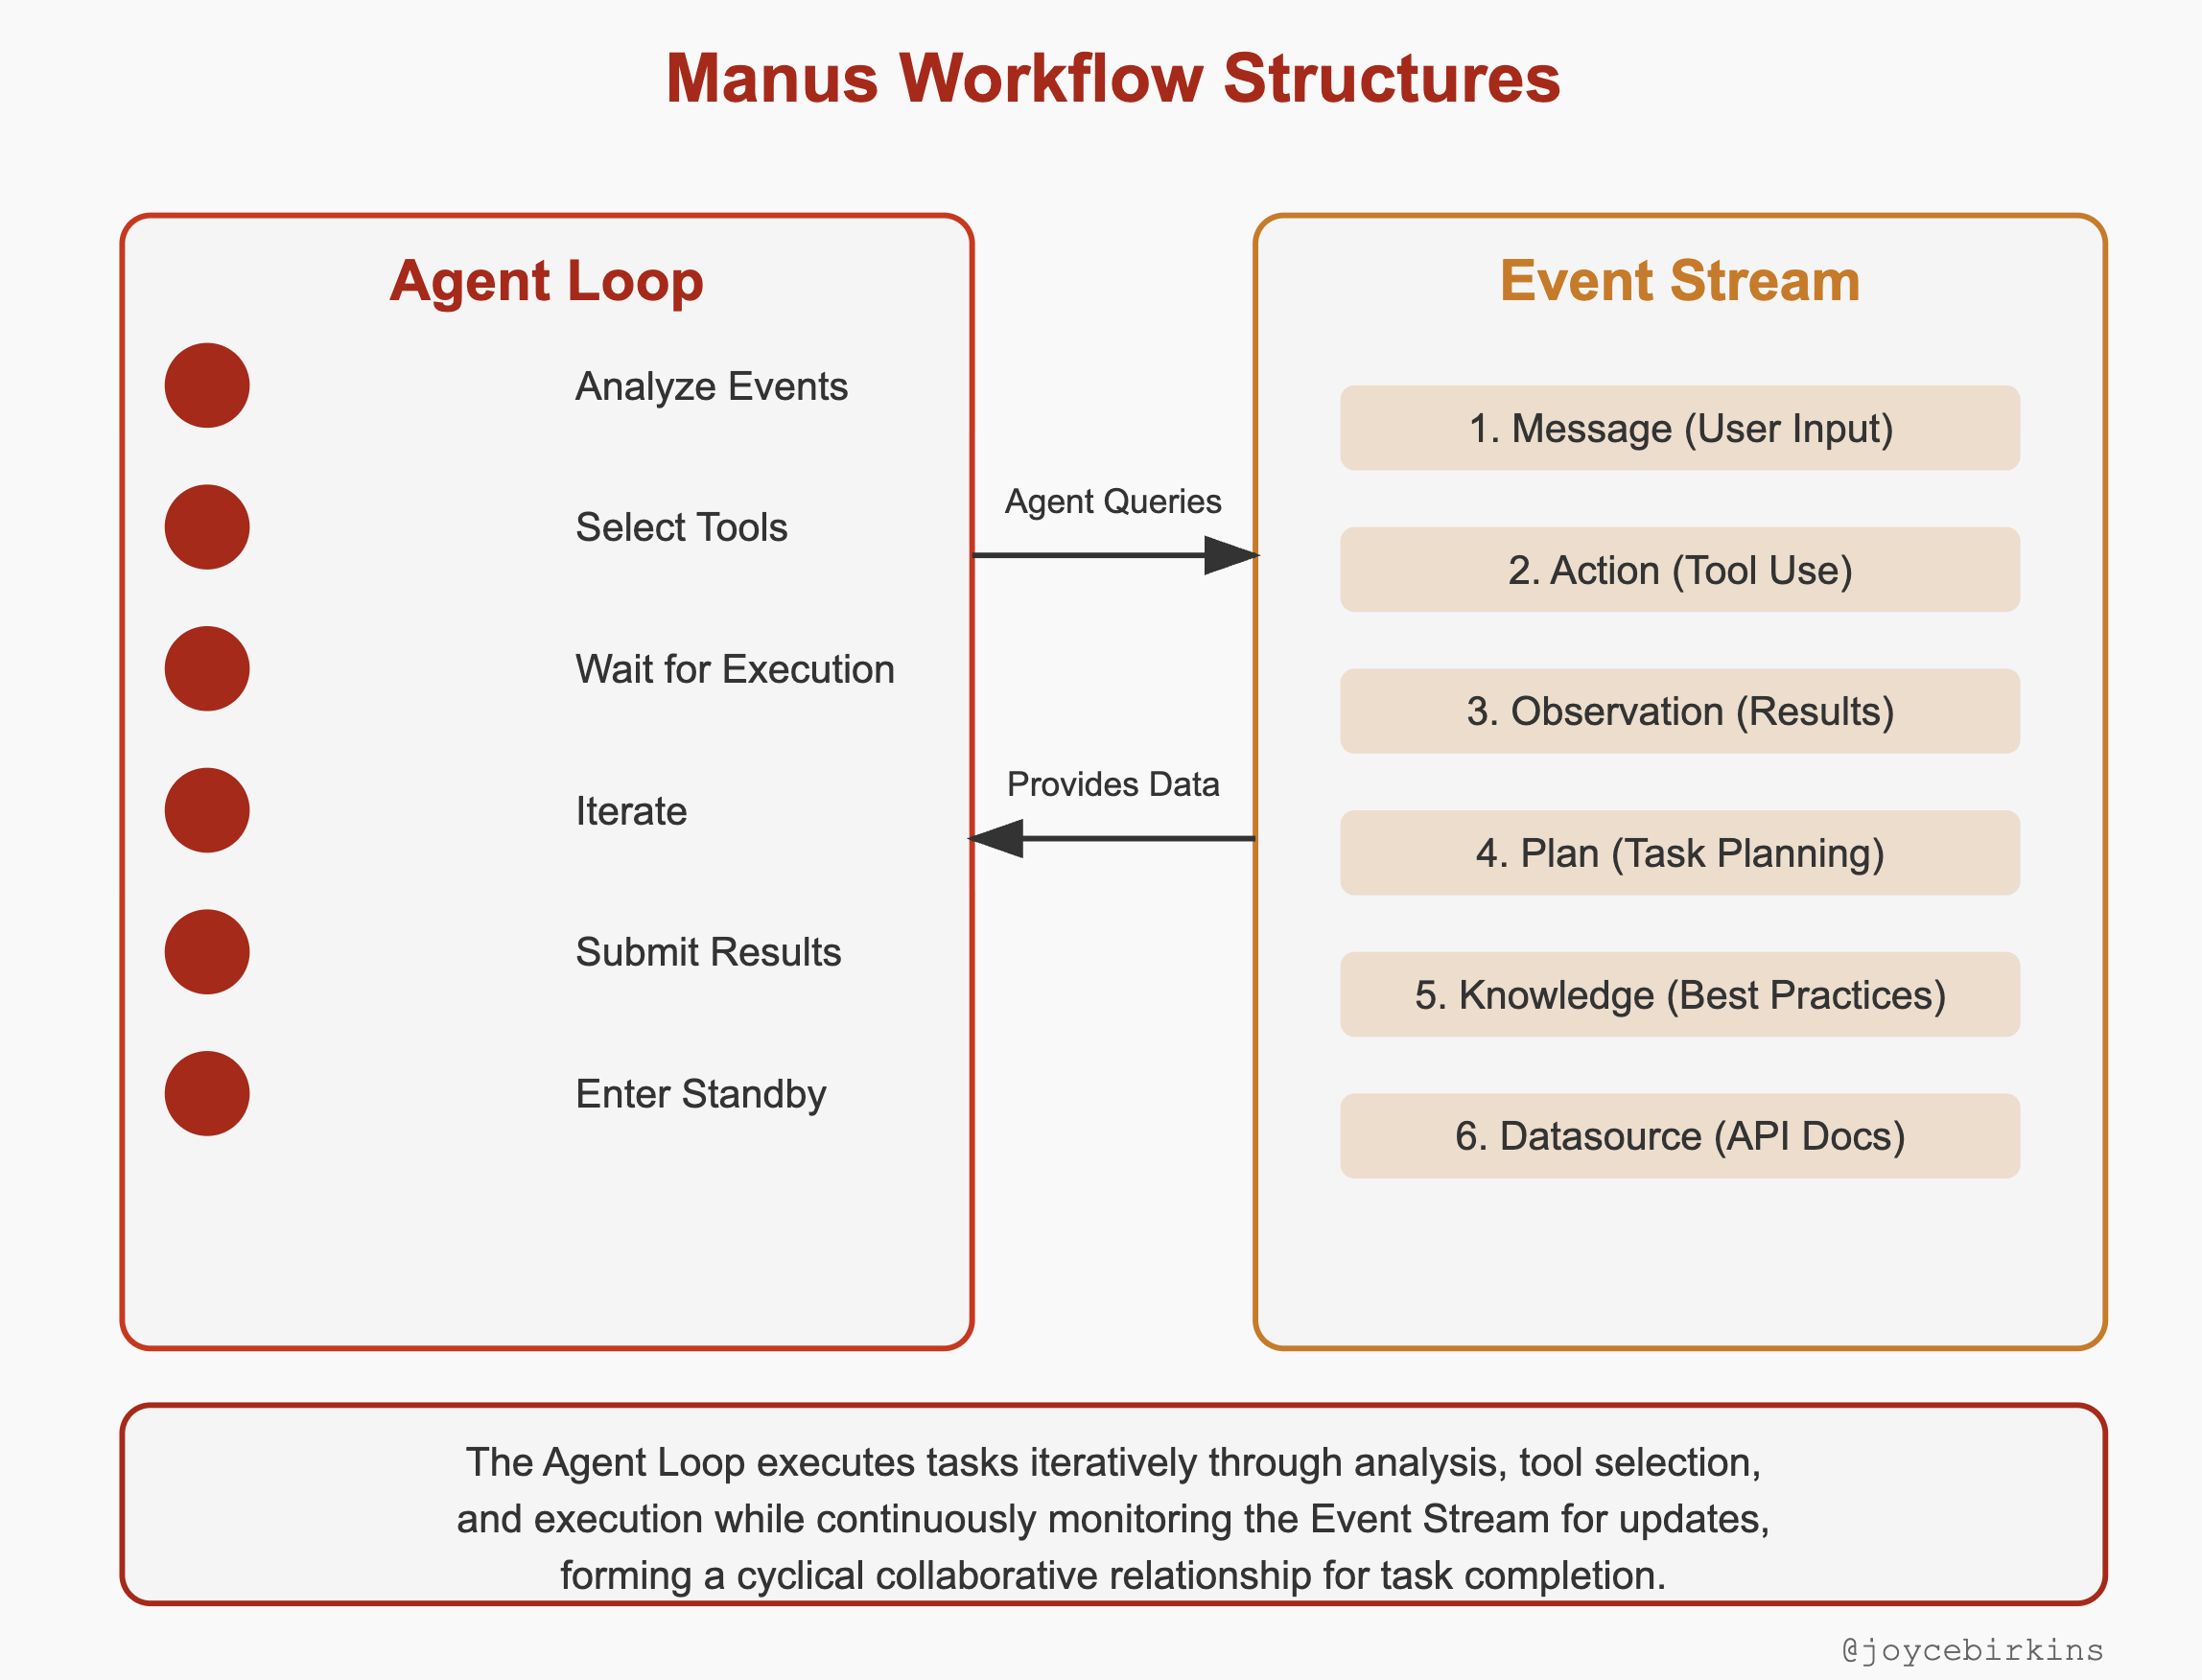 Manus Workflow Structures
Agent Loop
Analyze Events
Select Tools
Wait for Execution
Iterate
Submit Results
Enter Standby
Agent Queries
Provides Data
Event Stream
1. Message (User Input)
2. Action (Tool Use)
3. Observation (Results)
4. Plan (Task Planning)
5. Knowledge (Best Practices)
6. Datasource (API Docs)
The Agent Loop executes tasks iteratively through analysis, tool selection,
and execution while continuously monitoring the Event Stream for updates,
forming a cyclical collaborative relationship for task completion.
@joycebirkins